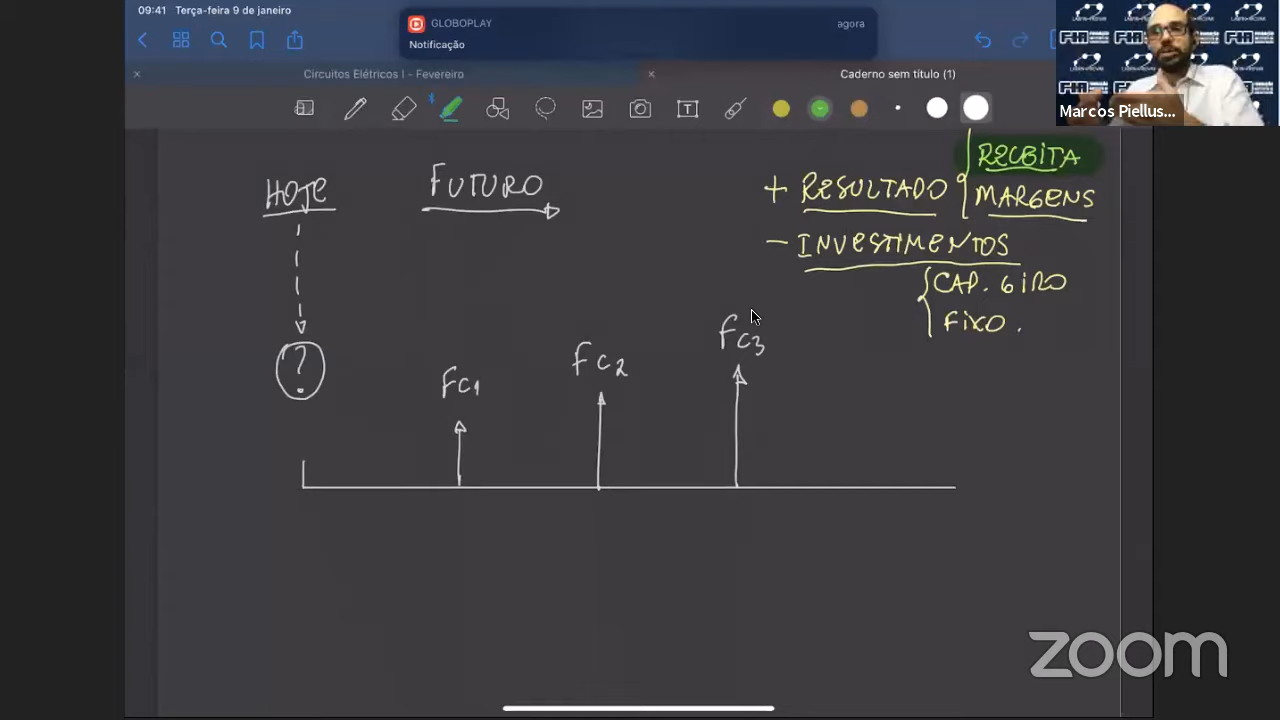 09:41 Terça-feira 9 de janeiro
GLOBOPLAY
agora
Notificação
Circuitos Elétricos I - Fevereiro
Caderno sem título (1)
FIA
Marcos Piellus...
HOJE
FUTURO
+ RESULTADO
RECEITA
MARGENS
- INVESTIMENTOS
CAP. GIRO
FIXO.
?
FC1
FC2
FC3
zoom